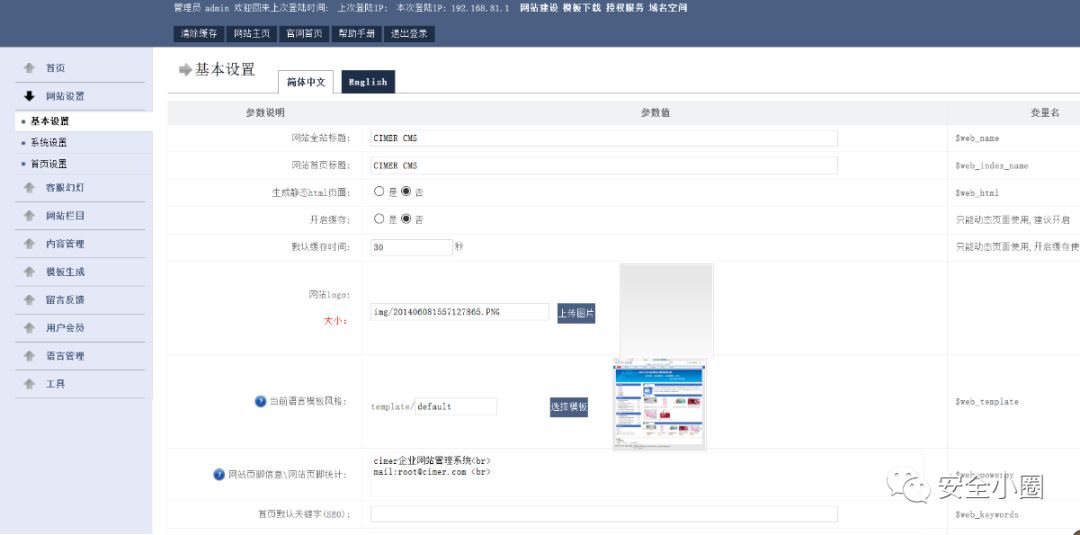 管理员 admin 欢迎回来上次登陆时间: 上次登陆IP: 本次登陆IP: 192.168.81.1 网站建设 模板下载 授权服务 域名空间
清除缓存 网站主页 官网首页 帮助手册 退出登录
首页
网站设置
基本设置
系统设置
首页设置
客服幻灯
网站栏目
内容管理
模板生成
留言反馈
用户会员
语言管理
工具
基本设置 简体中文 English
参数说明 参数值 变量名
网站全站标题: CIMER CMS $web_name
网站首页标题: CIMER CMS $web_index_name
生成静态html页面: 是 否 $web_html
开启缓存: 是 否 只能动态页面使用,建议开启
默认缓存时间: 30 秒 只能动态页面使用,开启缓存使
网站logo:
大小: img/201406081557127865.PNG 上传图片
当前语言模板风格: template/default 选择模板 $web_template
网站页脚信息\网站页脚统计: cimer企业网站管理系统<br>
mail:root@cimer.com <br>
$web_powerby
安全小圈
首页默认关键字(SEO): $web_keywords